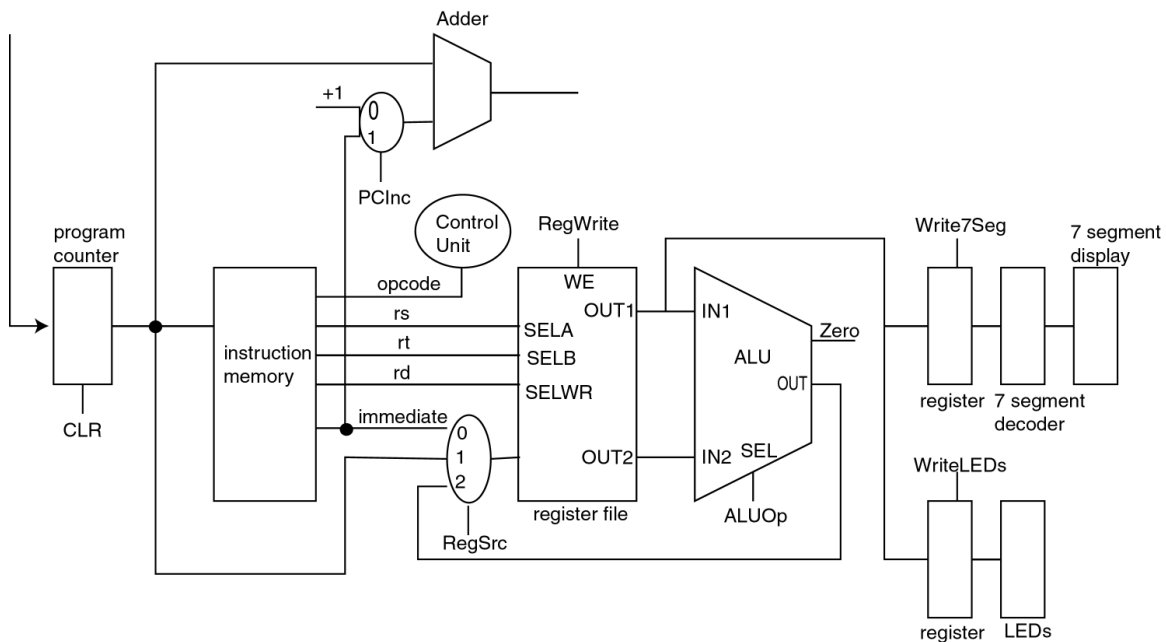 Adder
+1
0
1
PCInc
program
counter
CLR
Control
Unit
instruction
memory
opcode
rs
rt
rd
immediate
0
1
2
RegSrc
RegWrite
WE
OUT1
SELA
SELB
SELWR
OUT2
register file
IN1
ALU
Zero
OUT
IN2
SEL
ALUOp
Write7Seg
7 segment
display
register
7 segment
decoder
WriteLEDs
register
LEDs